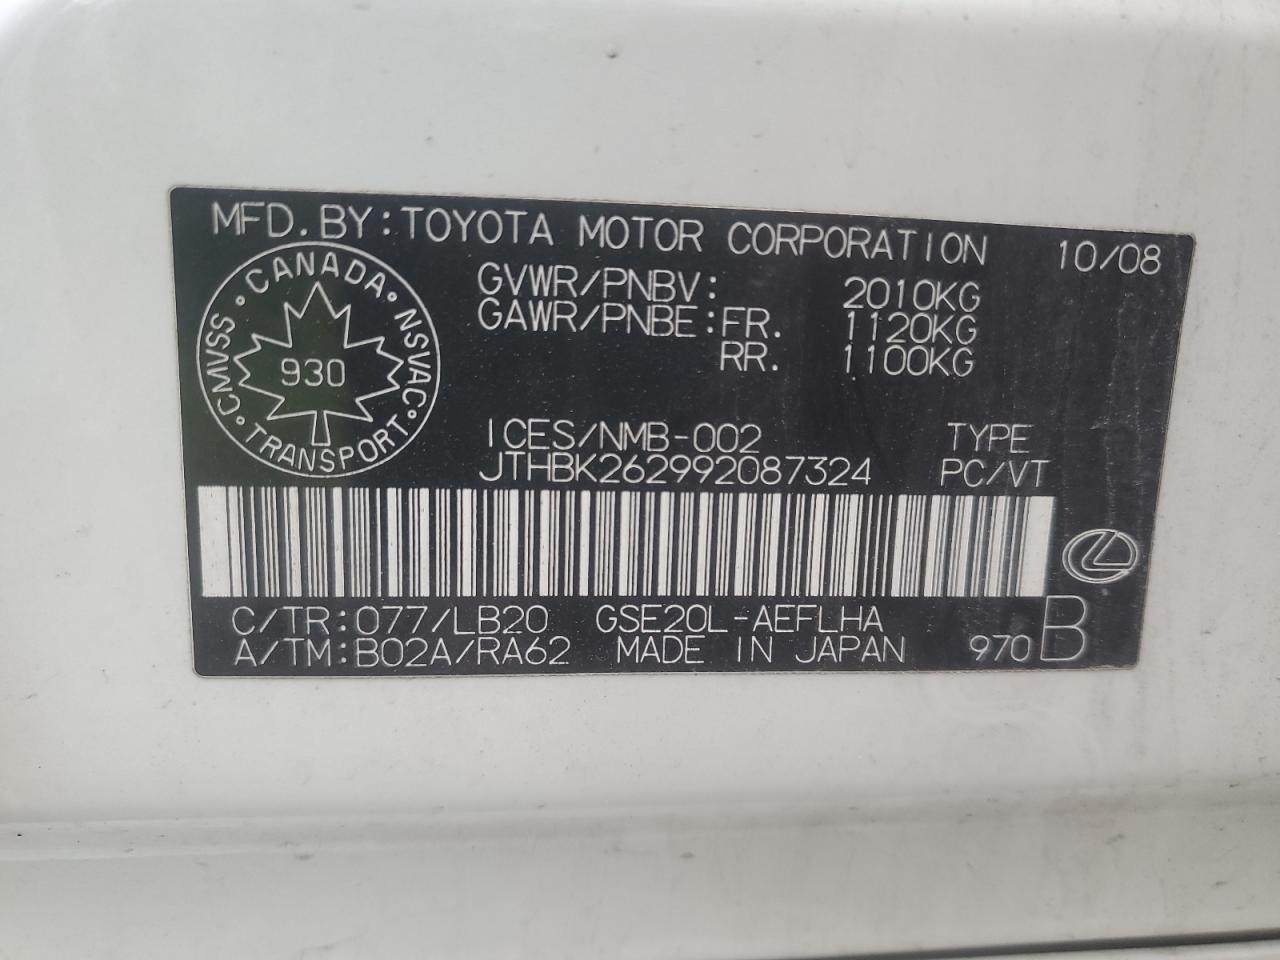 MFD. BY: TOYOTA MOTOR CORPORATION 10/08
CMVSS • CANADA • NSVAC • TRANSPORT •
930
GVWR/PNBV: 2010KG
GAWR/PNBE: FR. 1120KG
RR. 1100KG
ICES/NMB-002 TYPE
JTHBK262992087324 PC/VT
C/TR: 077/LB20 GSE20L-AEFLHA
A/TM: B02A/RA62 MADE IN JAPAN 970 B